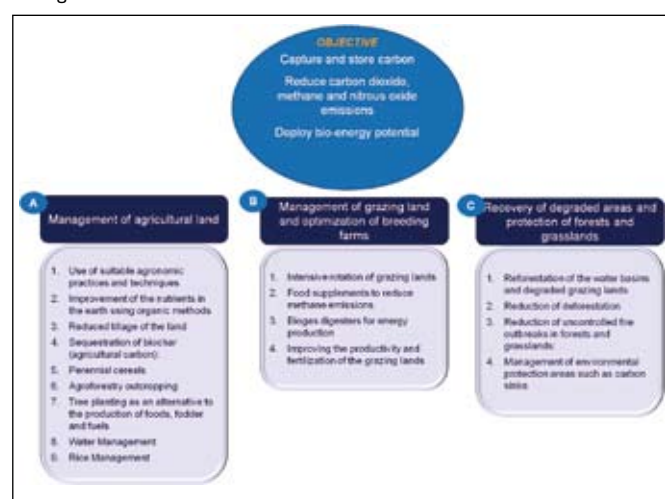 OBJECTIVE
Capture and store carbon
Reduce carbon dioxide,
methane and nitrous oxide
emissions
Deploy bio-energy potential
A
Management of agricultural land
1. Use of suitable agronomic
practices and techniques
2. Improvement of the nutrients in
the earth using organic methods
3. Reduced tillage of the land
4. Sequestration of biochar
(agricultural carbon)
5. Perennial cereals
6. Agroforestry outcropping
7. Tree planting as an alternative to
the production of foods, fodder
and fuels
8. Water Management
9. Rice Management
B
Management of grazing land
and optimization of breeding
farms
1. Intensive rotation of grazing lands
2. Food supplements to reduce
methane emissions
3. Biogas digesters for energy
production
4. Improving the productivity and
fertilization of the grazing lands
C
Recovery of degraded areas and
protection of forests and
grasslands
1. Reforestation of the water basins
and degraded grazing lands
2. Reduction of deforestation
3. Reduction of uncontrolled fire
outbreaks in forests and
grasslands
4. Management of environmental
protection areas such as carbon
sinks